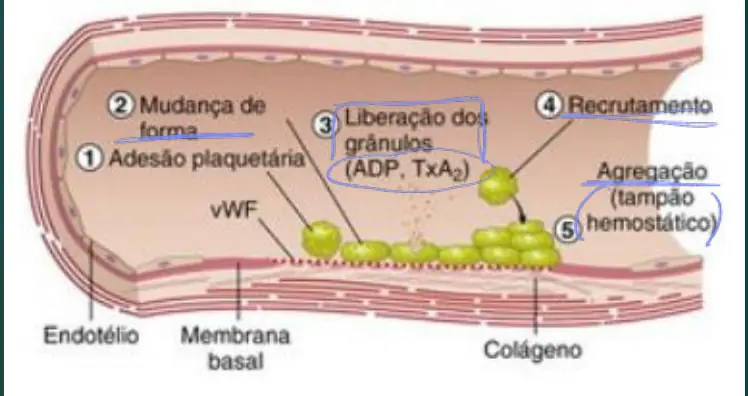 ② Mudança de
forma
① Adesão plaquetária
vWF
③ Liberação dos
grânulos
(ADP, TxA₂)
④ Recrutamento
Agregação
(tampão
⑤ hemostático)
Endotélio
Membrana
basal
Colágeno